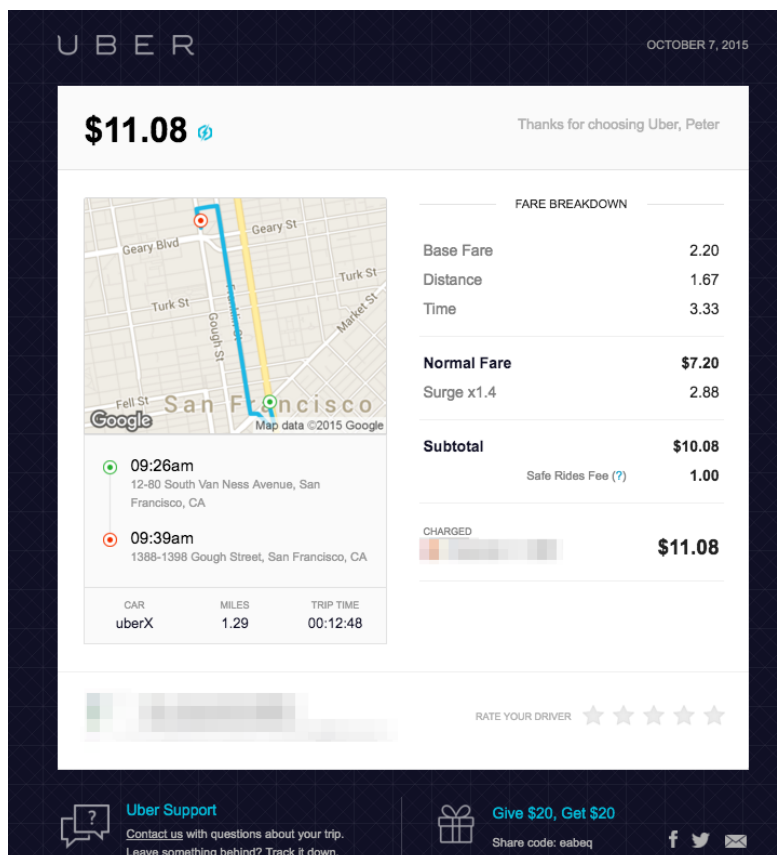 UBER
OCTOBER 7, 2015
$11.08
Thanks for choosing Uber, Peter
Geary Blvd
Geary St
Turk St
Turk St
Franklin St
Gough St
Market St
Fell St
San Francisco
Google
Map data ©2015 Google
09:26am
12-80 South Van Ness Avenue, San
Francisco, CA
09:39am
1388-1398 Gough Street, San Francisco, CA
CAR MILES TRIP TIME
uberX 1.29 00:12:48
FARE BREAKDOWN
Base Fare 2.20
Distance 1.67
Time 3.33
Normal Fare $7.20
Surge x1.4 2.88
Subtotal $10.08
Safe Rides Fee (?) 1.00
CHARGED
$11.08
RATE YOUR DRIVER
Uber Support
Contact us with questions about your trip.
Leave something behind? Track it down.
Give $20, Get $20
Share code: eabeq